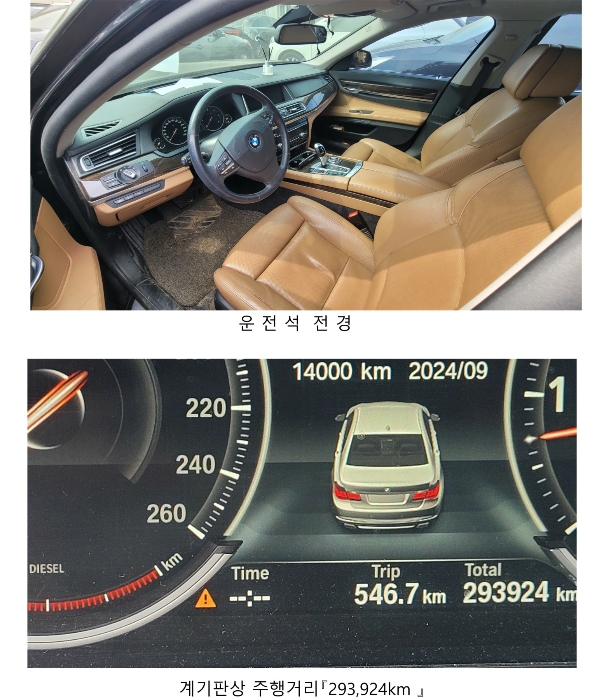 운 전 석 전 경
14000 km 2024/09
220
240
260
km
DIESEL
1
Time
--:--
Trip
546.7 km
Total
293924 km
계기판상 주행거리『293,924km 』